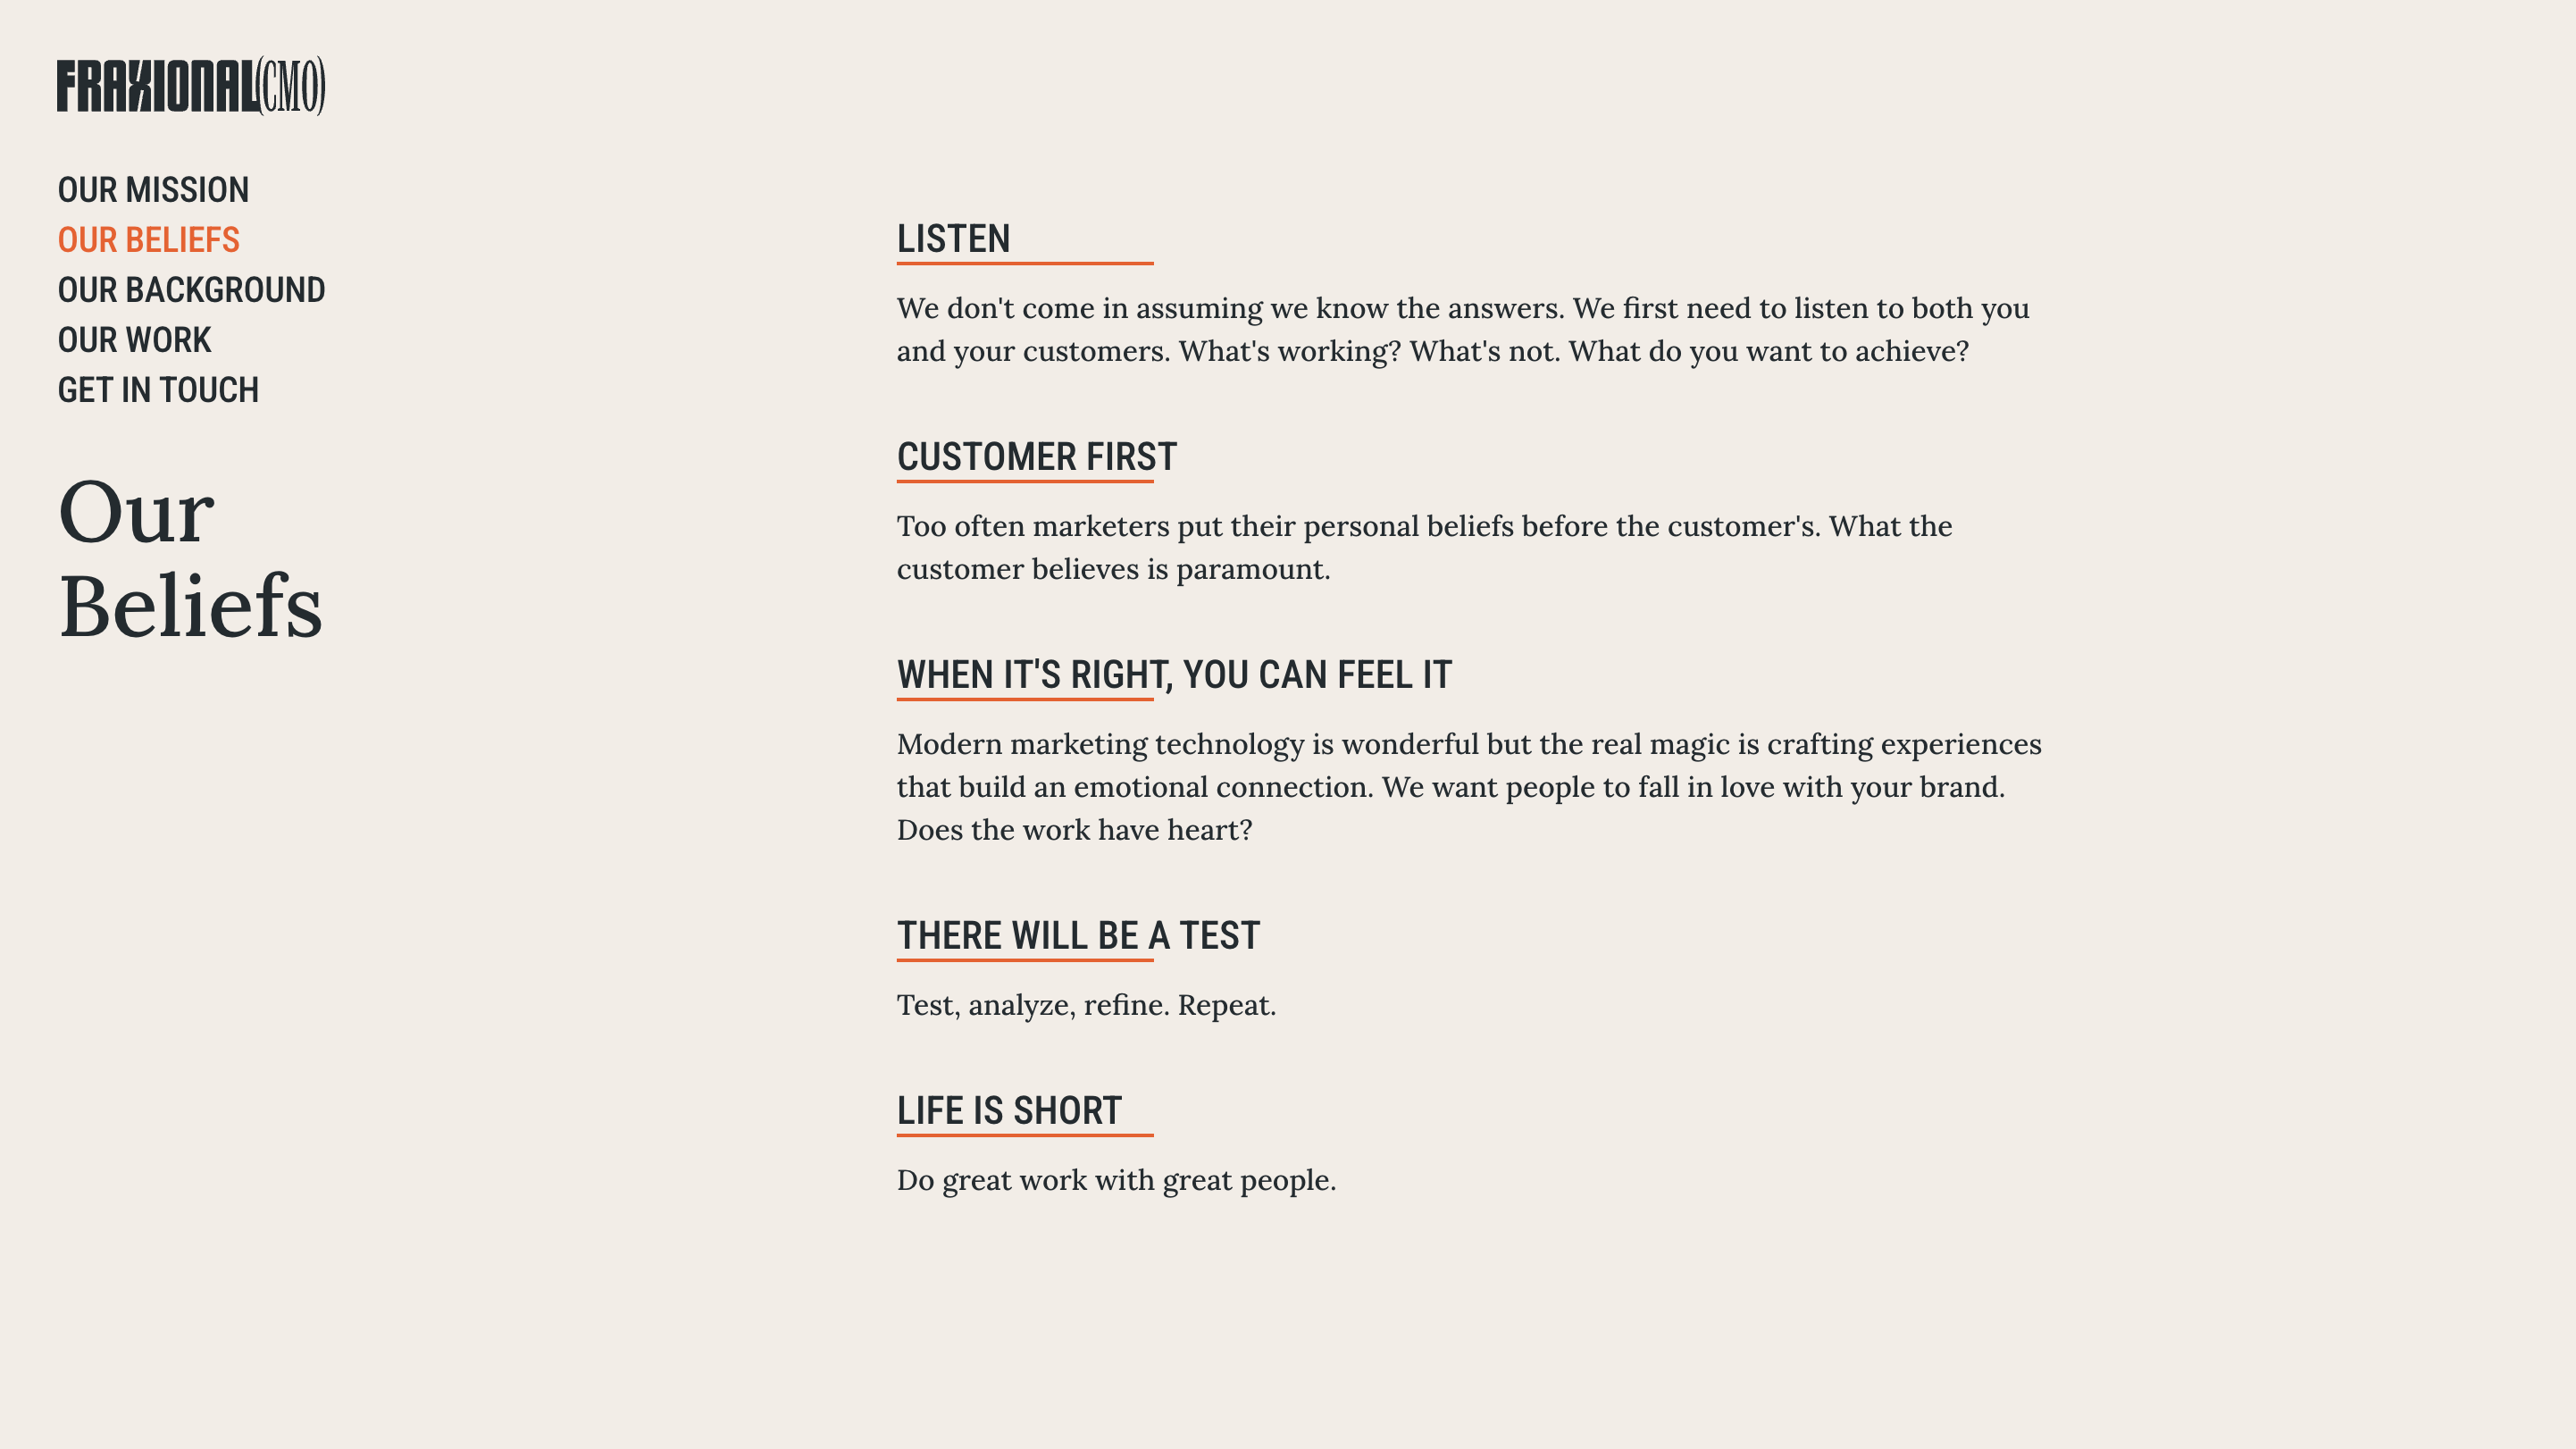 FRAXIONAL(CMO)
OUR MISSION
OUR BELIEFS
OUR BACKGROUND
OUR WORK
GET IN TOUCH
Our
Beliefs
LISTEN
We don't come in assuming we know the answers. We first need to listen to both you
and your customers. What's working? What's not. What do you want to achieve?
CUSTOMER FIRST
Too often marketers put their personal beliefs before the customer's. What the
customer believes is paramount.
WHEN IT'S RIGHT, YOU CAN FEEL IT
Modern marketing technology is wonderful but the real magic is crafting experiences
that build an emotional connection. We want people to fall in love with your brand.
Does the work have heart?
THERE WILL BE A TEST
Test, analyze, refine. Repeat.
LIFE IS SHORT
Do great work with great people.